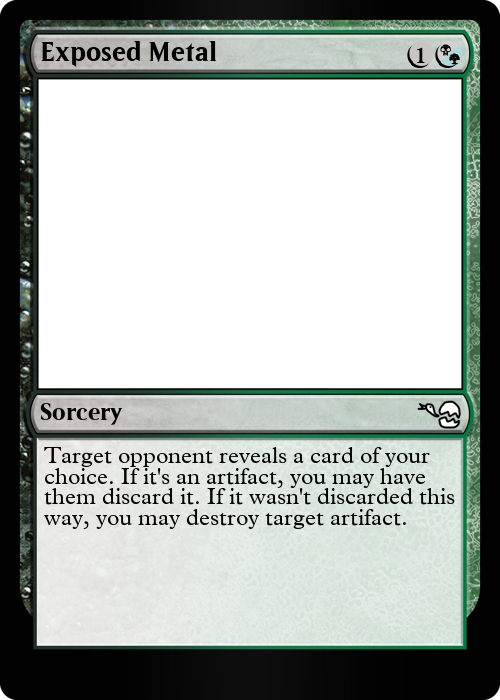 Exposed Metal 1
Sorcery
Target opponent reveals a card of your
choice. If it's an artifact, you may have
them discard it. If it wasn't discarded this
way, you may destroy target artifact.